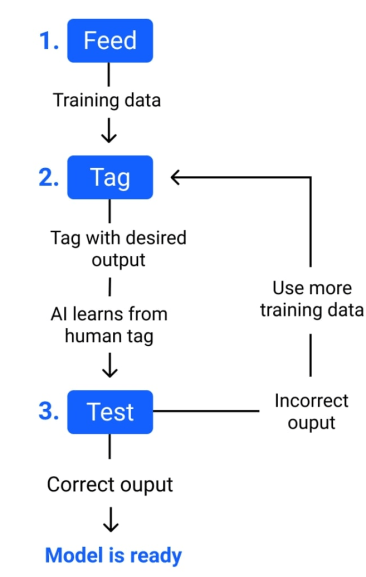 1. Feed
Training data
2. Tag
Tag with desired
output
AI learns from
human tag
Use more
training data
3. Test
Incorrect
ouput
Correct ouput
Model is ready